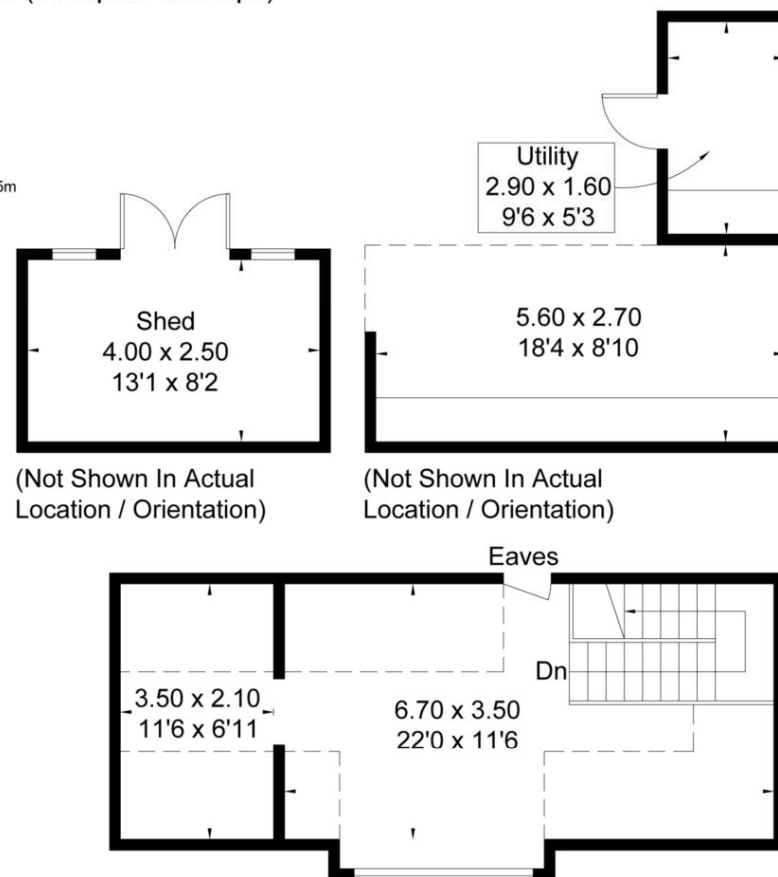 5m
Utility
2.90 x 1.60
9'6 x 5'3
Shed
4.00 x 2.50
13'1 x 8'2
5.60 x 2.70
18'4 x 8'10
(Not Shown In Actual
Location / Orientation)
(Not Shown In Actual
Location / Orientation)
Eaves
Dn
3.50 x 2.10
11'6 x 6'11
6.70 x 3.50
22'0 x 11'6